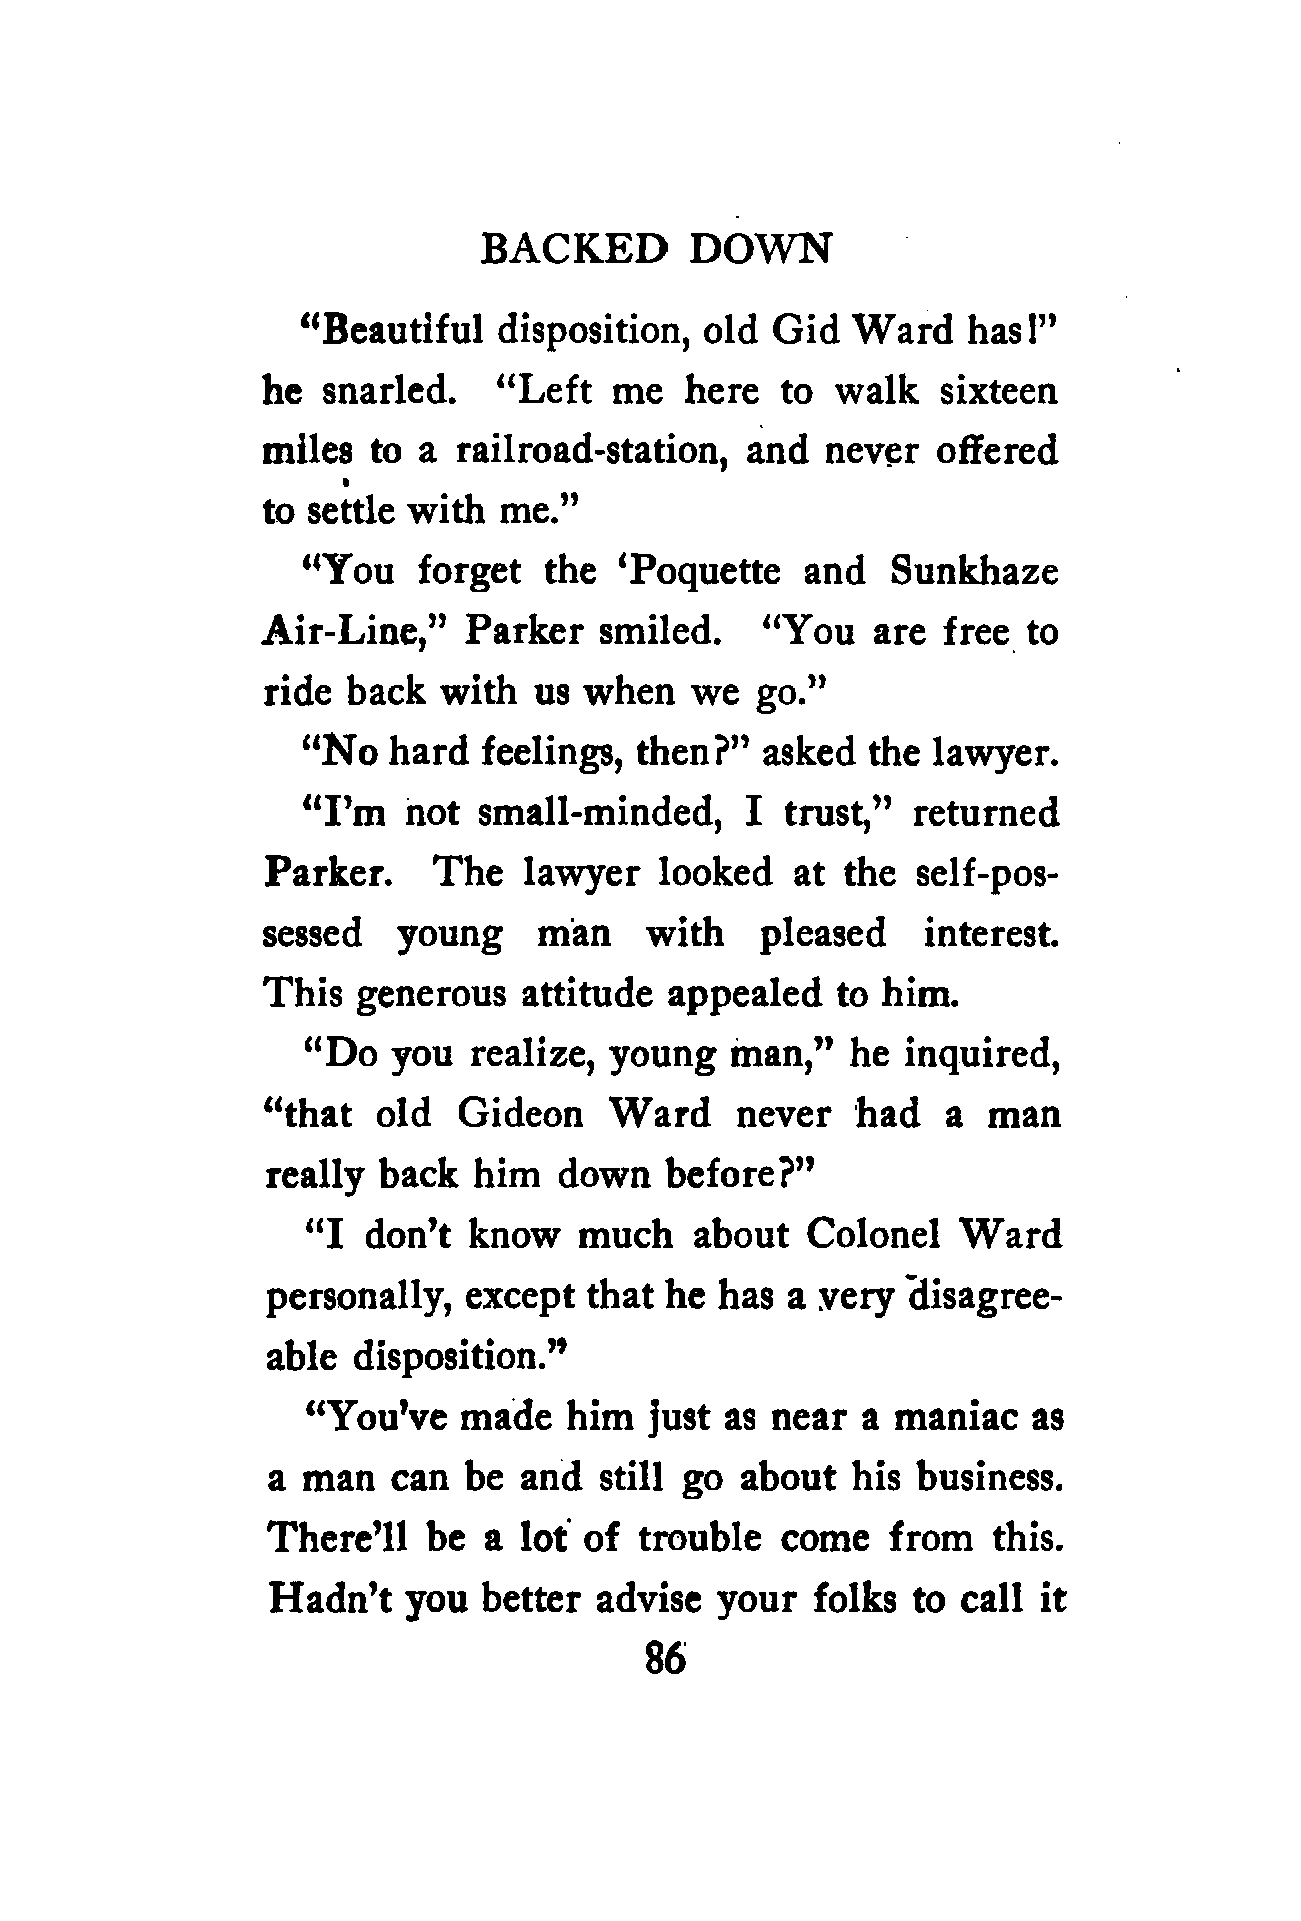 BACKED DOWN
“Beautiful disposition, old Gid Ward has!”
he snarled. “Left me here to walk sixteen
miles to a railroad-station, and never offered
to settle with me.”
“You forget the ‘Poquette and Sunkhaze
Air-Line,” Parker smiled. “You are free to
ride back with us when we go.”
“No hard feelings, then?” asked the lawyer.
“I’m not small-minded, I trust,” returned
Parker. The lawyer looked at the self-pos-
sessed young man with pleased interest.
This generous attitude appealed to him.
“Do you realize, young man,” he inquired,
“that old Gideon Ward never had a man
really back him down before?”
“I don’t know much about Colonel Ward
personally, except that he has a very disagree-
able disposition.”
“You’ve made him just as near a maniac as
a man can be and still go about his business.
There’ll be a lot of trouble come from this.
Hadn’t you better advise your folks to call it
86